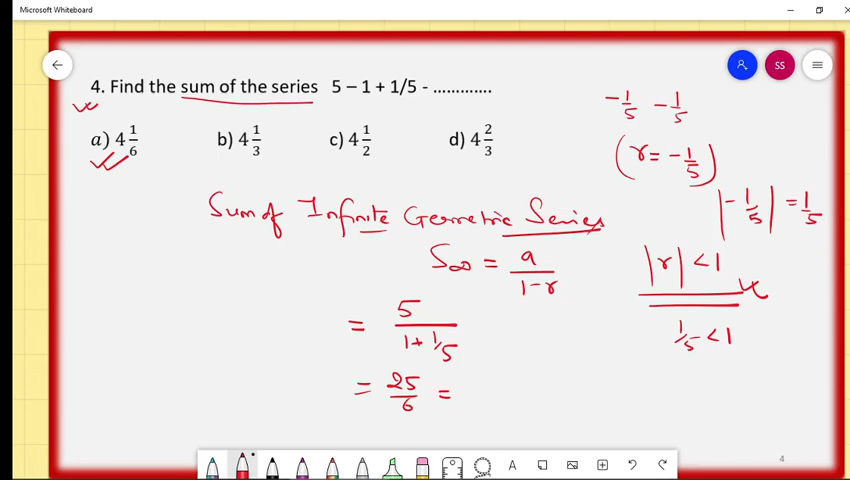 Microsoft Whiteboard
SS
4. Find the sum of the series 5 – 1 + 1/5 - .............
a) 4 1/6 b) 4 1/3 c) 4 1/2 d) 4 2/3
-1/5 -1/5
(r = -1/5)
|-1/5| = 1/5
Sum of Infinite Geometric Series
S∞ = a/(1-r)
|r| < 1
= 5/(1+1/5)
1/5 < 1
= 25/6 =
4
A